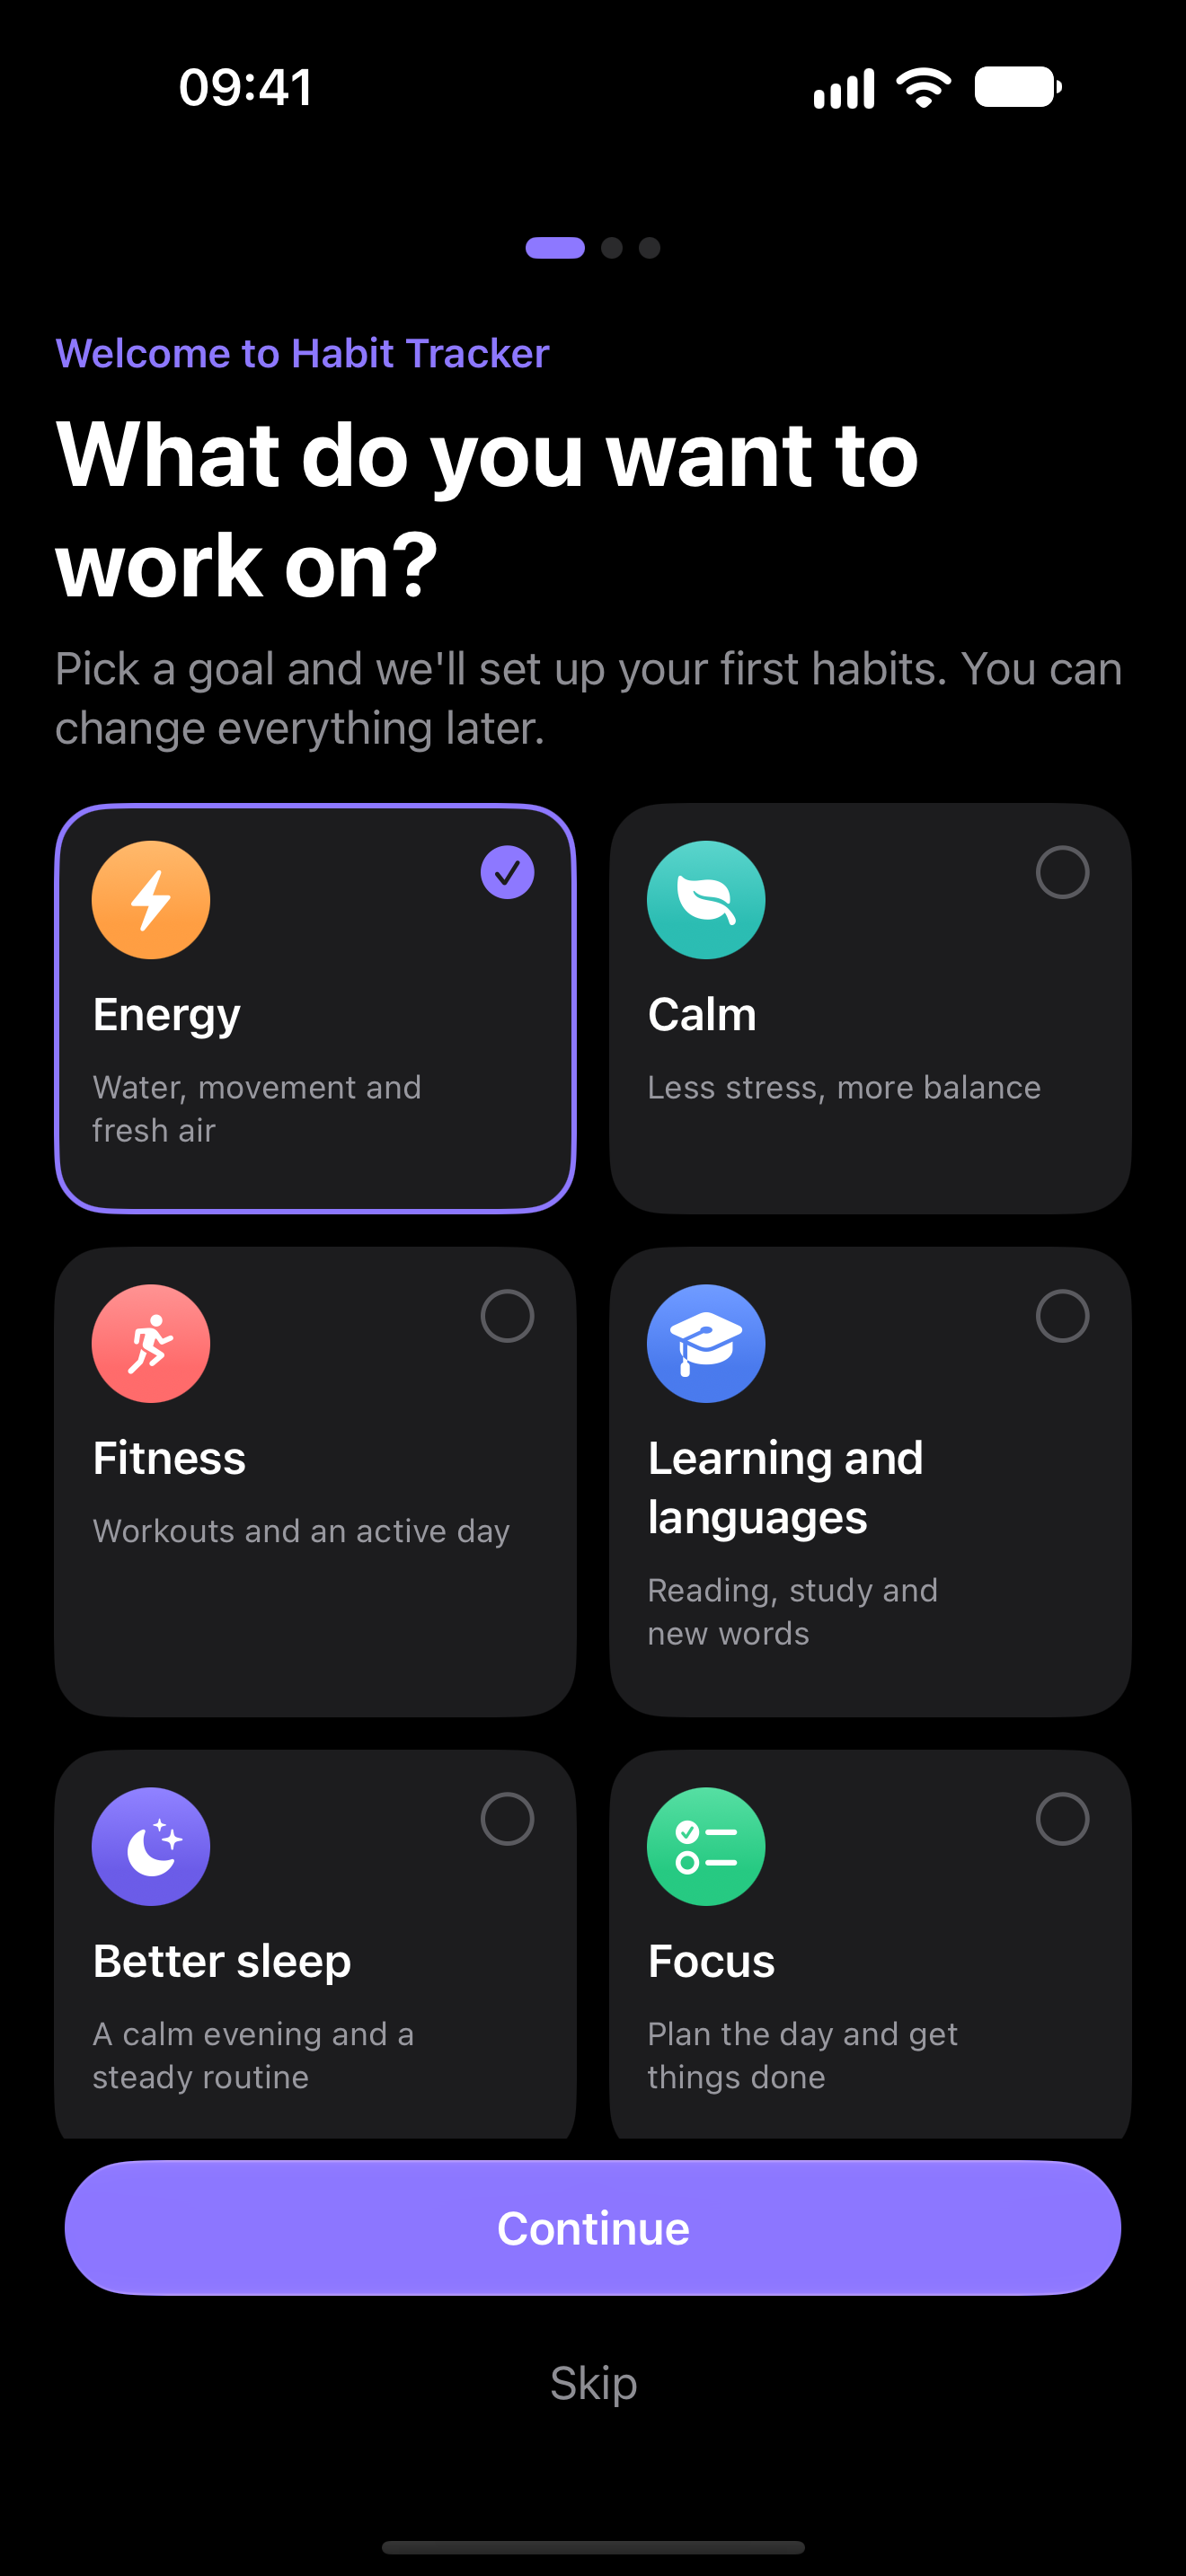 09:41
Welcome to Habit Tracker
What do you want to
work on?
Pick a goal and we'll set up your first habits. You can
change everything later.
Energy
Water, movement and
fresh air
Calm
Less stress, more balance
Fitness
Workouts and an active day
Learning and
languages
Reading, study and
new words
Better sleep
A calm evening and a
steady routine
Focus
Plan the day and get
things done
Continue
Skip